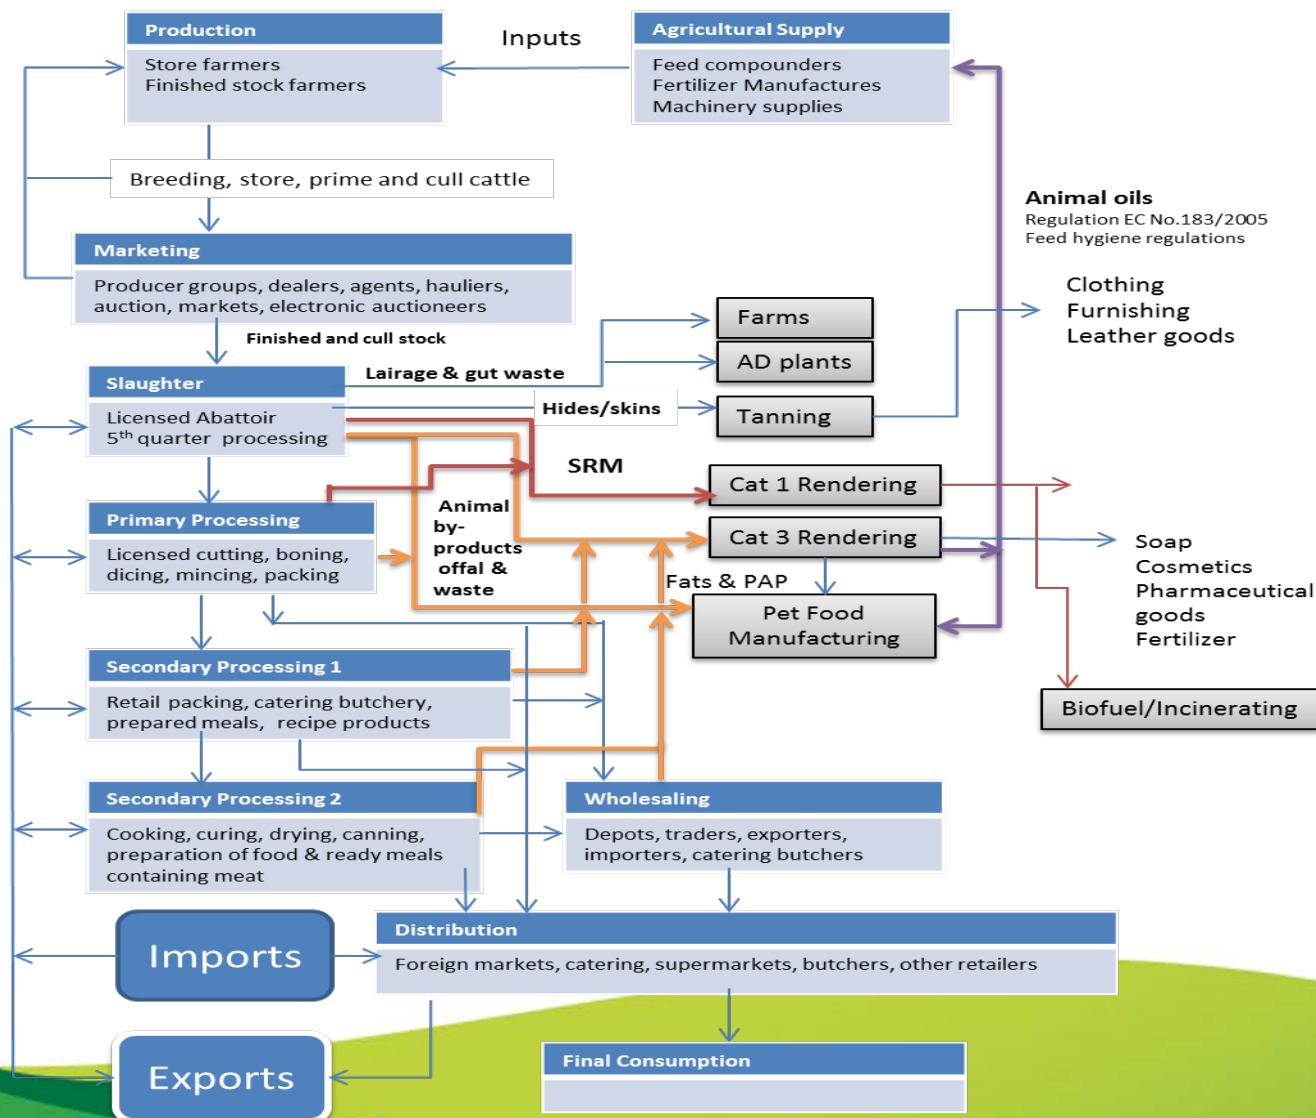 Production
Store farmers
Finished stock farmers
Inputs
Agricultural Supply
Feed compounders
Fertilizer Manufactures
Machinery supplies
Breeding, store, prime and cull cattle
Animal oils
Regulation EC No.183/2005
Feed hygiene regulations
Marketing
Producer groups, dealers, agents, hauliers,
auction, markets, electronic auctioneers
Finished and cull stock
Clothing
Furnishing
Leather goods
Farms
AD plants
Lairage & gut waste
Slaughter
Licensed Abattoir
5th quarter processing
Hides/skins
Tanning
SRM
Cat 1 Rendering
Animal
by-
products
offal &
waste
Primary Processing
Licensed cutting, boning,
dicing, mincing, packing
Cat 3 Rendering
Fats & PAP
Pet Food
Manufacturing
Soap
Cosmetics
Pharmaceutical
goods
Fertilizer
Secondary Processing 1
Retail packing, catering butchery,
prepared meals, recipe products
Biofuel/Incinerating
Secondary Processing 2
Cooking, curing, drying, canning,
preparation of food & ready meals
containing meat
Wholesaling
Depots, traders, exporters,
importers, catering butchers
Imports
Distribution
Foreign markets, catering, supermarkets, butchers, other retailers
Exports
Final Consumption